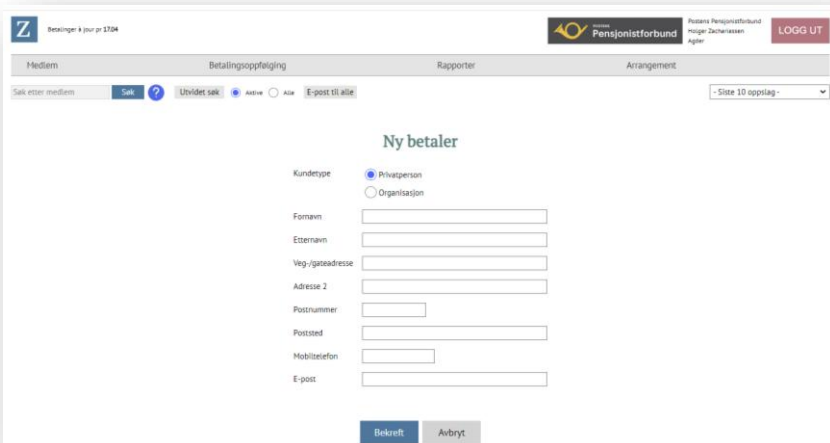 Z
Betalinger à jour pr 17.04
POSTENS
Pensjonistforbund
Postens Pensjonistforbund
Holger Zachariassen
Agder
LOGG UT
Medlem Betalingsoppfølging Rapporter Arrangement
Søk etter medlem Søk ? Utvidet søk Aktive Alle E-post til alle - Siste 10 oppslag -
Ny betaler
Kundetype Privatperson
Organisasjon
Fornavn
Etternavn
Veg-/gateadresse
Adresse 2
Postnummer
Poststed
Mobiltelefon
E-post
Bekreft Avbryt